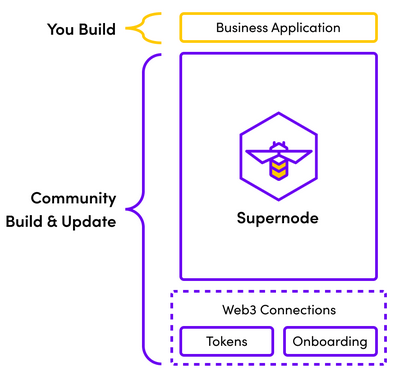 You Build
Business Application
Community
Build & Update
Supernode
Web3 Connections
Tokens
Onboarding